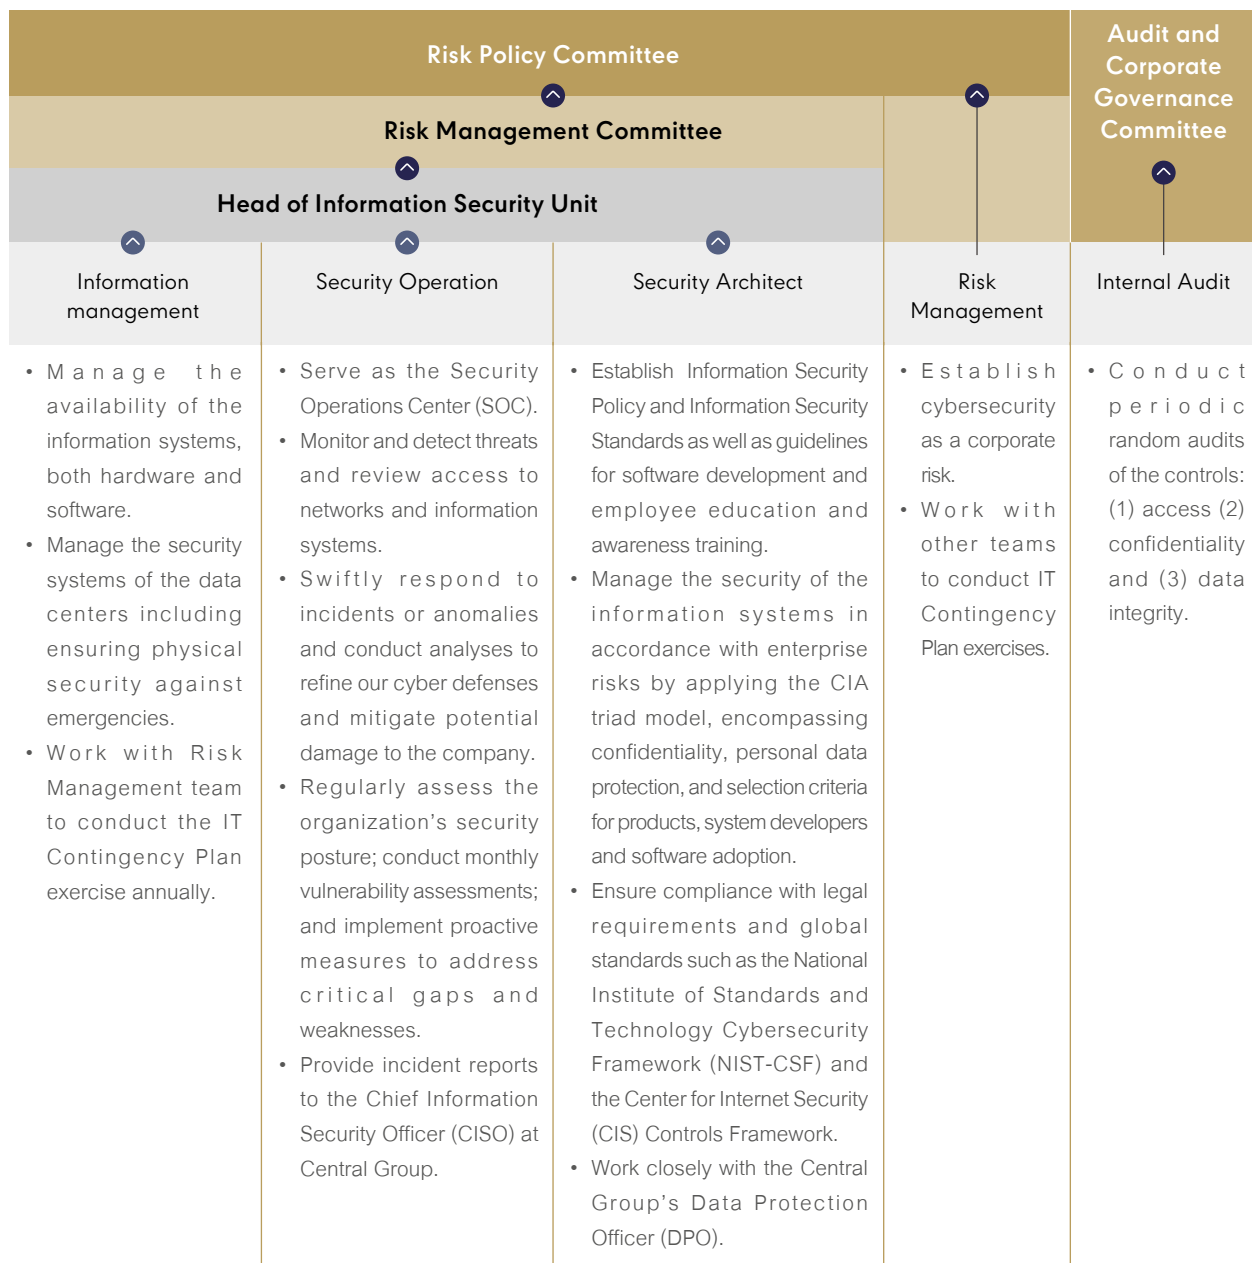 Risk Policy Committee
Audit and
Corporate
Governance
Committee
Risk Management Committee
Head of Information Security Unit
Information
management
Security Operation
Security Architect
Risk
Management
Internal Audit
• Manage the
availability of the
information systems,
both hardware and
software.
• Manage the security
systems of the data
centers including
ensuring physical
security against
emergencies.
• Work with Risk
Management team
to conduct the IT
Contingency Plan
exercise annually.
• Serve as the Security
Operations Center (SOC).
• Monitor and detect threats
and review access to
networks and information
systems.
• Swiftly respond to
incidents or anomalies
and conduct analyses to
refine our cyber defenses
and mitigate potential
damage to the company.
• Regularly assess the
organization’s security
posture; conduct monthly
vulnerability assessments;
and implement proactive
measures to address
critical gaps and
weaknesses.
• Provide incident reports
to the Chief Information
Security Officer (CISO) at
Central Group.
• Establish Information Security
Policy and Information Security
Standards as well as guidelines
for software development and
employee education and
awareness training.
• Manage the security of the
information systems in
accordance with enterprise
risks by applying the CIA
triad model, encompassing
confidentiality, personal data
protection, and selection criteria
for products, system developers
and software adoption.
• Ensure compliance with legal
requirements and global
standards such as the National
Institute of Standards and
Technology Cybersecurity
Framework (NIST-CSF) and
the Center for Internet Security
(CIS) Controls Framework.
• Work closely with the Central
Group’s Data Protection
Officer (DPO).
• Establish
cybersecurity
as a corporate
risk.
• Work with
other teams
to conduct IT
Contingency
Plan exercises.
• Conduct
periodic
random audits
of the controls:
(1) access (2)
confidentiality
and (3) data
integrity.